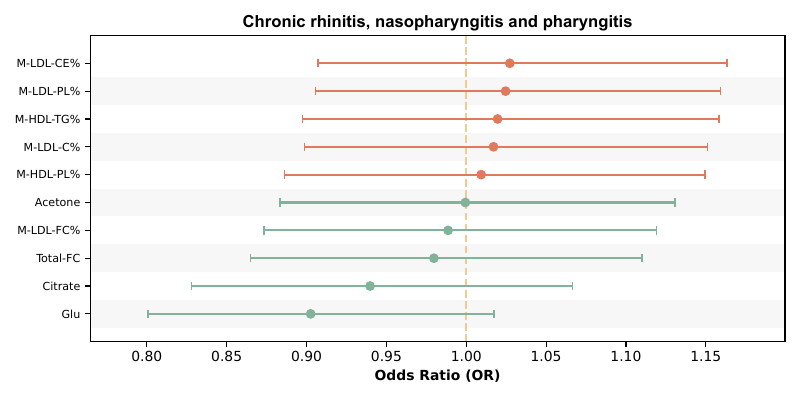 Chronic rhinitis, nasopharyngitis and pharyngitis
M-LDL-CE%
M-LDL-PL%
M-HDL-TG%
M-LDL-C%
M-HDL-PL%
Acetone
M-LDL-FC%
Total-FC
Citrate
Glu
0.80 0.85 0.90 0.95 1.00 1.05 1.10 1.15
Odds Ratio (OR)